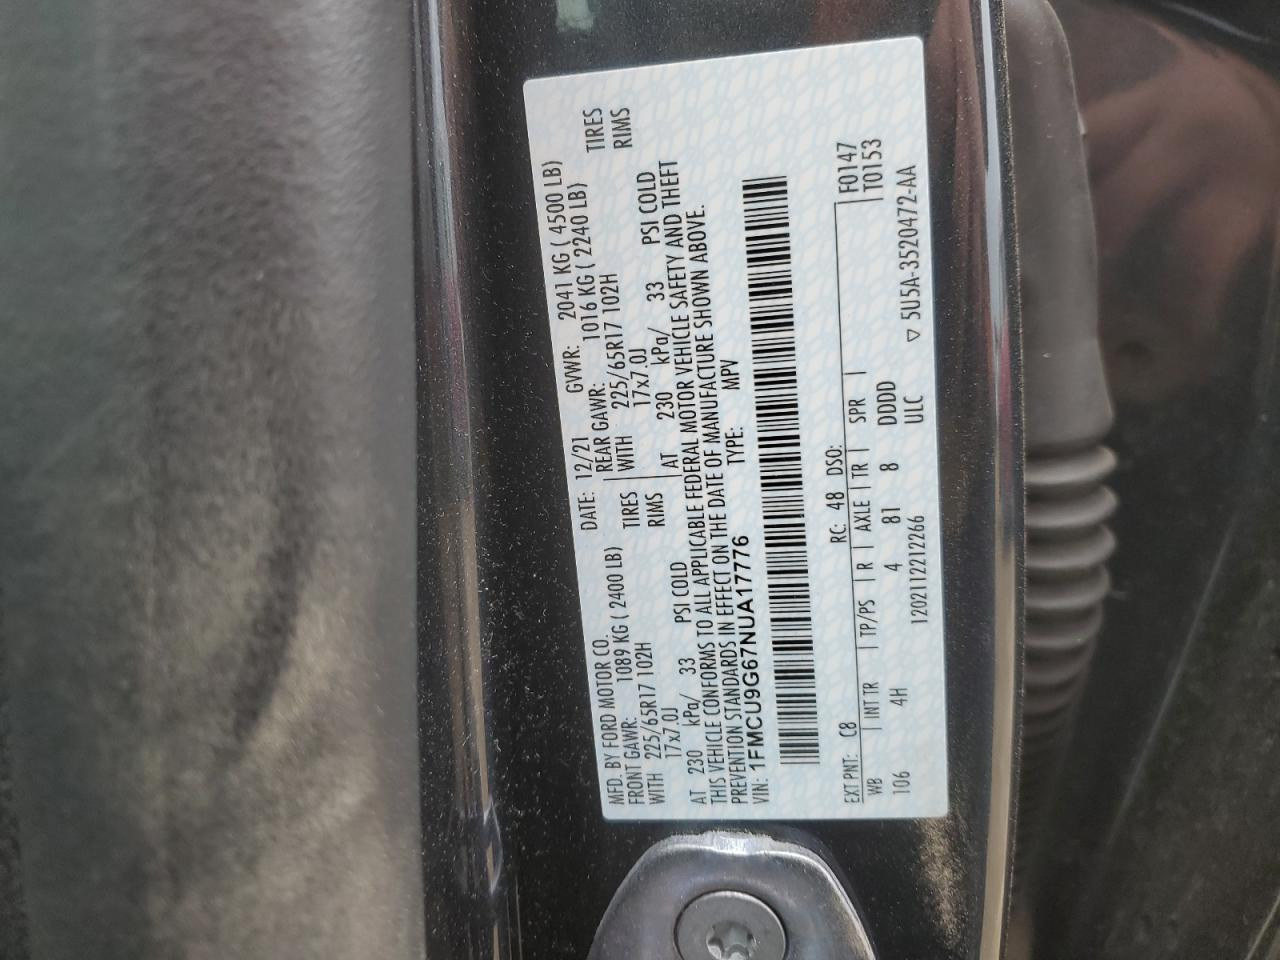 MFD. BY FORD MOTOR CO. DATE: 12/21 GVWR: 2041 KG ( 4500 LB)
FRONT GAWR: 1089 KG ( 2400 LB) REAR GAWR: 1016 KG ( 2240 LB)
WITH 225/65R17 102H TIRES WITH 225/65R17 102H TIRES
17x7.0J RIMS 17x7.0J RIMS
AT 230 kPa/ 33 PSI COLD AT 230 kPa/ 33 PSI COLD
THIS VEHICLE CONFORMS TO ALL APPLICABLE FEDERAL MOTOR VEHICLE SAFETY AND THEFT
PREVENTION STANDARDS IN EFFECT ON THE DATE OF MANUFACTURE SHOWN ABOVE.
VIN: 1FMCU9G67NUA17776 TYPE: MPV
EXT PNT: C8 RC: 48 DSO: F0147
WB INT TR TP/PS R AXLE TR SPR T0153
106 4H 4 81 8 DDDD
ULC
12021122122​66 ▽ 5U5A-3520472-AA